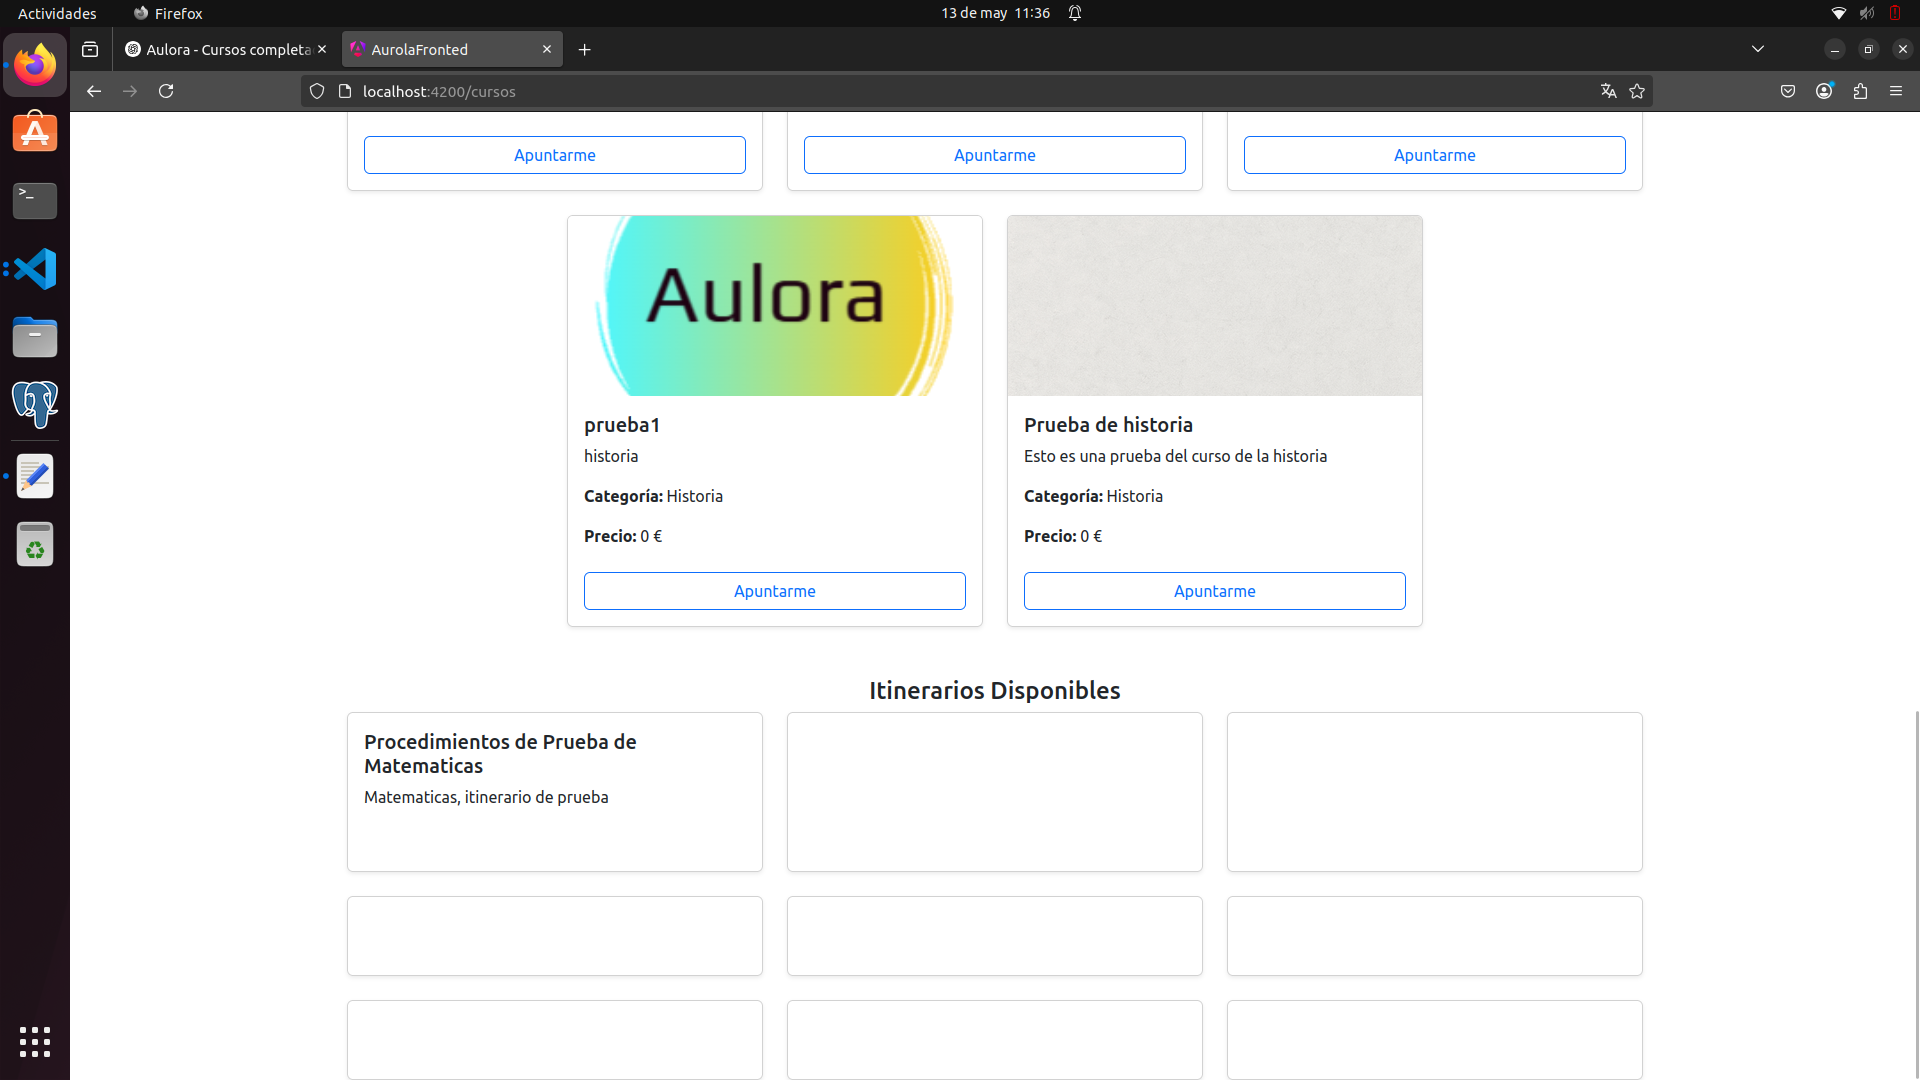 Actividades
Firefox
13 de may 11:36
Aulora - Cursos completa
AurolaFronted
localhost:4200/cursos
Apuntarme
Apuntarme
Apuntarme
Aulora
prueba1
historia
Categoría: Historia
Precio: 0 €
Apuntarme
Prueba de historia
Esto es una prueba del curso de la historia
Categoría: Historia
Precio: 0 €
Apuntarme
Itinerarios Disponibles
Procedimientos de Prueba de
Matematicas
Matematicas, itinerario de prueba